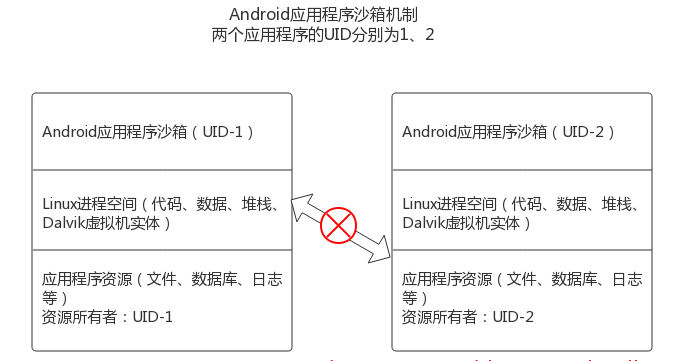 Android应用程序沙箱机制
两个应用程序的UID分别为1、2
Android应用程序沙箱（UID-1）
Linux进程空间（代码、数据、堆栈、
Dalvik虚拟机实体）
应用程序资源（文件、数据库、日志
等）
资源所有者：UID-1
Android应用程序沙箱（UID-2）
Linux进程空间（代码、数据、堆栈、
Dalvik虚拟机实体）
应用程序资源（文件、数据库、日志
等）
资源所有者：UID-2